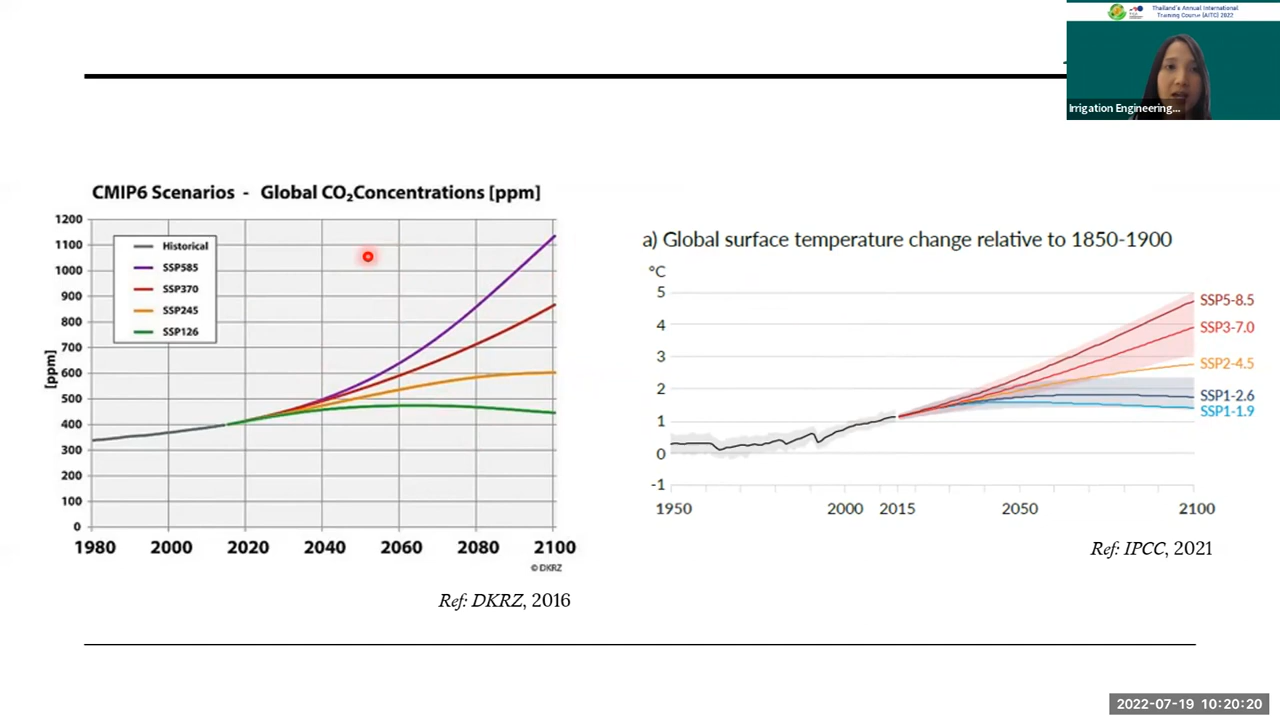 Thailand's Annual International
Training Course (AITC) 2022
Irrigation Engineering...
CMIP6 Scenarios - Global CO₂Concentrations [ppm]
1200
1100
1000
900
800
700
600
500
400
300
200
100
0
[ppm]
Historical
SSP585
SSP370
SSP245
SSP126
1980 2000 2020 2040 2060 2080 2100
© DKRZ
Ref: DKRZ, 2016
a) Global surface temperature change relative to 1850-1900
°C
5
4
3
2
1
0
-1
SSP5-8.5
SSP3-7.0
SSP2-4.5
SSP1-2.6
SSP1-1.9
1950 2000 2015 2050 2100
Ref: IPCC, 2021
2022-07-19 10:20:20